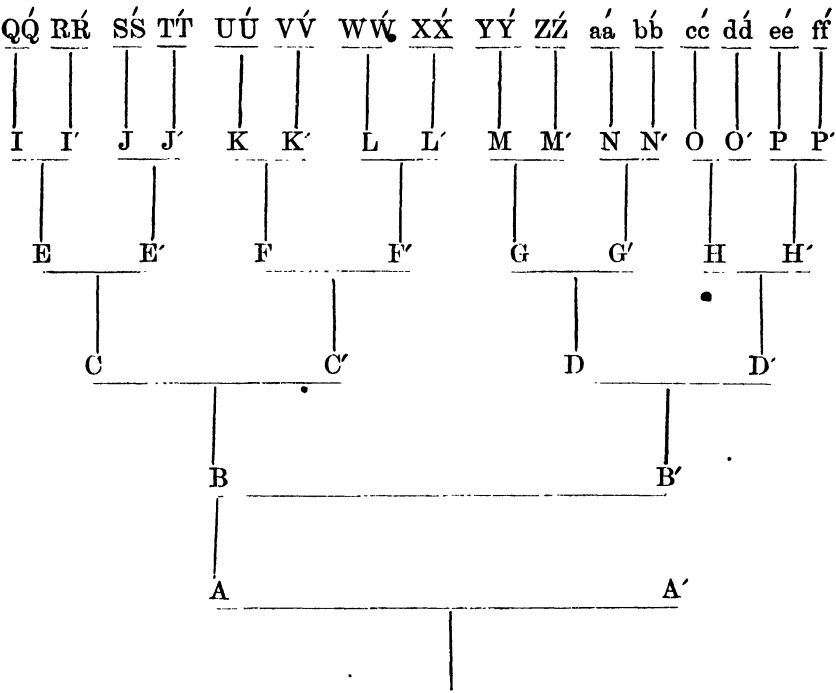 QQ́ RŔ SŚ TT́ UÚ VV́ WẂ XX́ YÝ ZŹ aá bb́ cć dd́ eé ff́
I I′ J J′ K K′ L L′ M M′ N N′ O O′ P P′
E E′ F F′ G G′ H H′
C C′ D D′
B B′
A A′